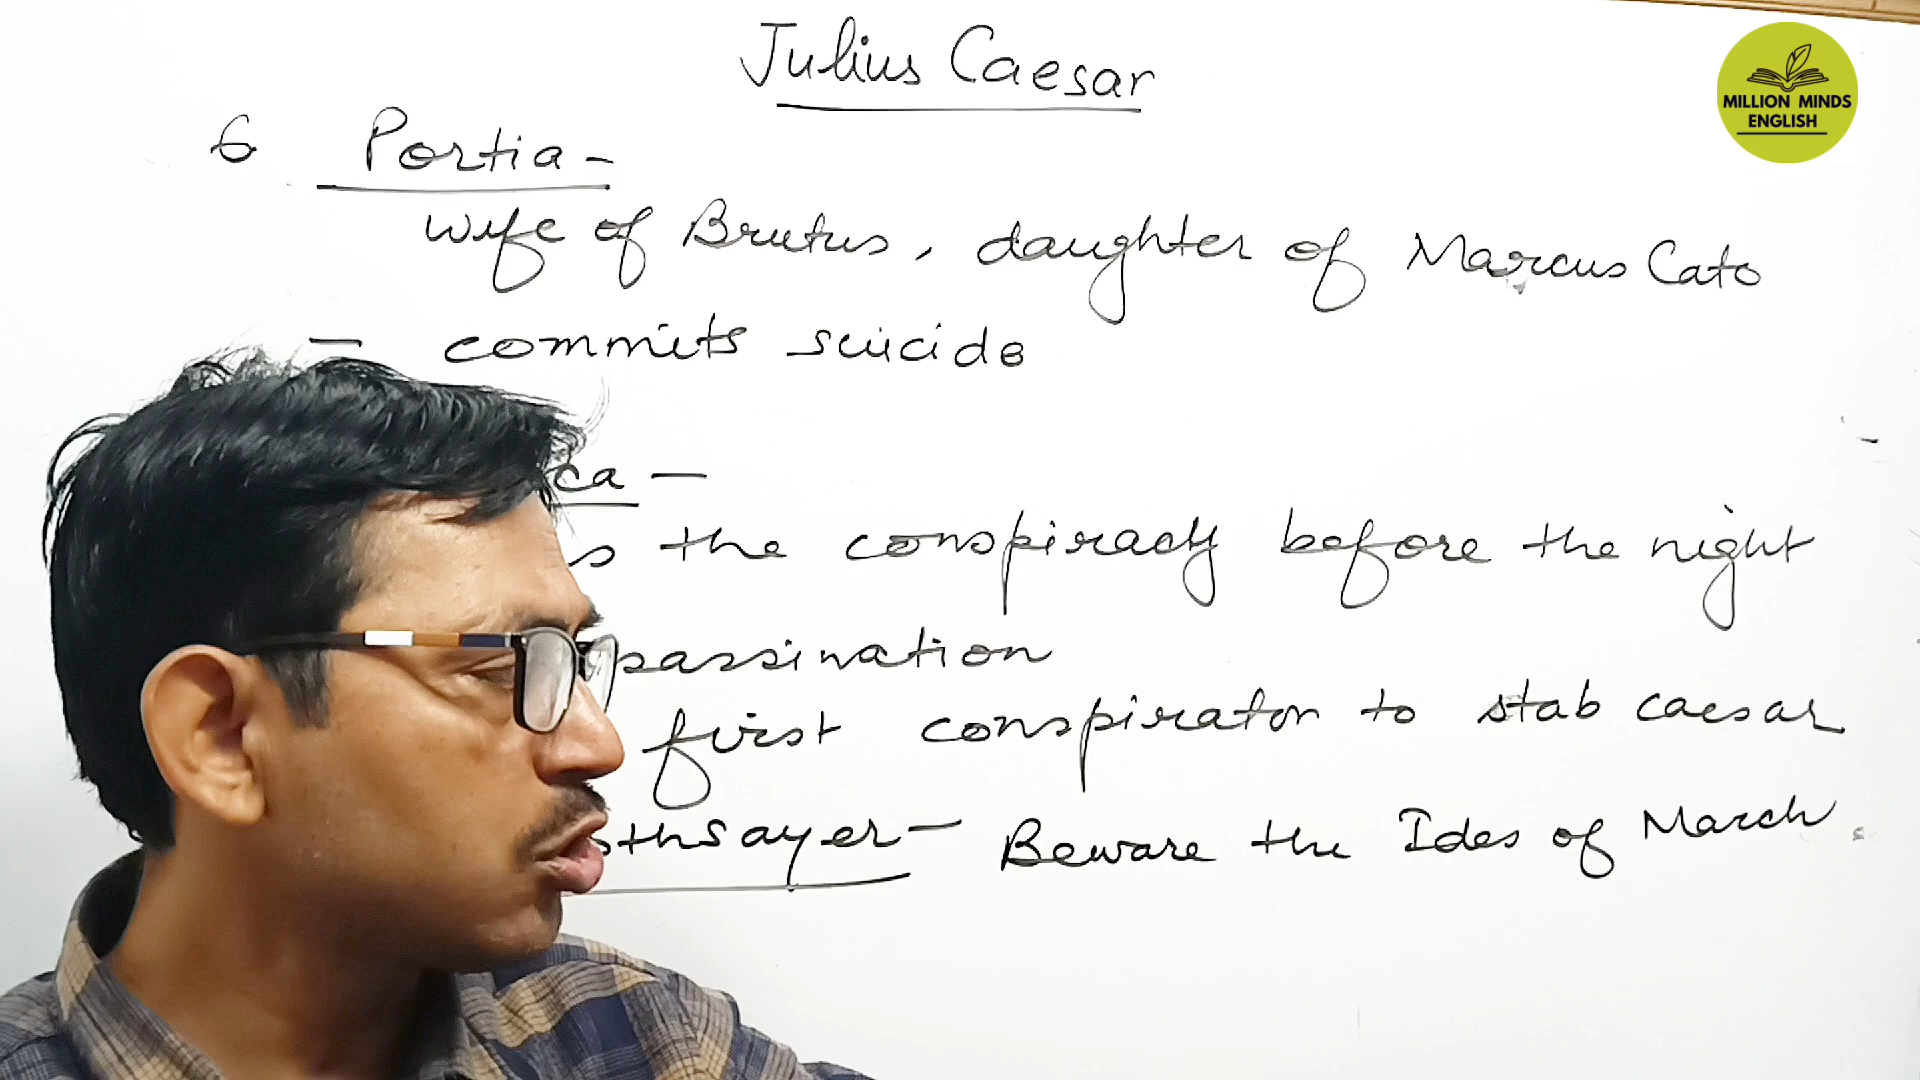 Julius Caesar
MILLION MINDS
ENGLISH
6 Portia -
wife of Brutus, daughter of Marcus Cato
- commits suicide
ca -
s the conspiracy before the night
assination
first conspirator to stab caesar
thsayer - Beware the Ides of March.